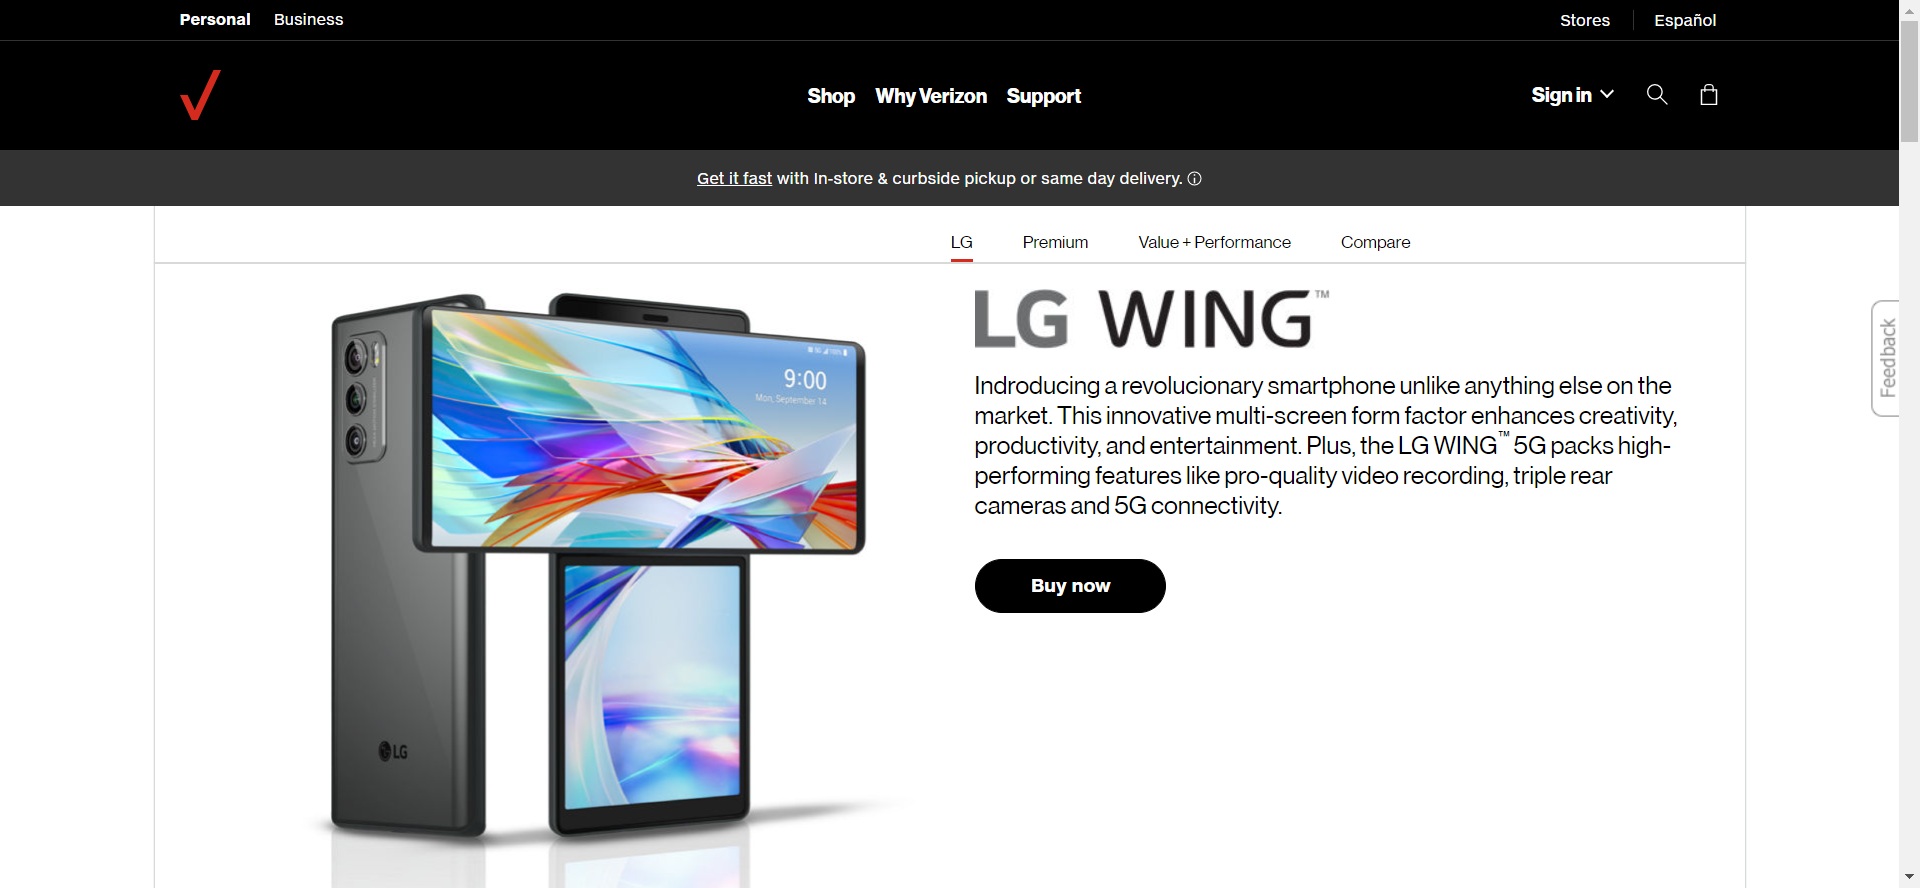 Personal Business Stores Español
Shop Why Verizon Support Sign in
Get it fast with In-store & curbside pickup or same day delivery.
LG Premium Value + Performance Compare
LG WING™
9:00
Mon, September 14
Indroducing a revolucionary smartphone unlike anything else on the
market. This innovative multi-screen form factor enhances creativity,
productivity, and entertainment. Plus, the LG WING™ 5G packs high-
performing features like pro-quality video recording, triple rear
cameras and 5G connectivity.
Buy now
LG
Feedback